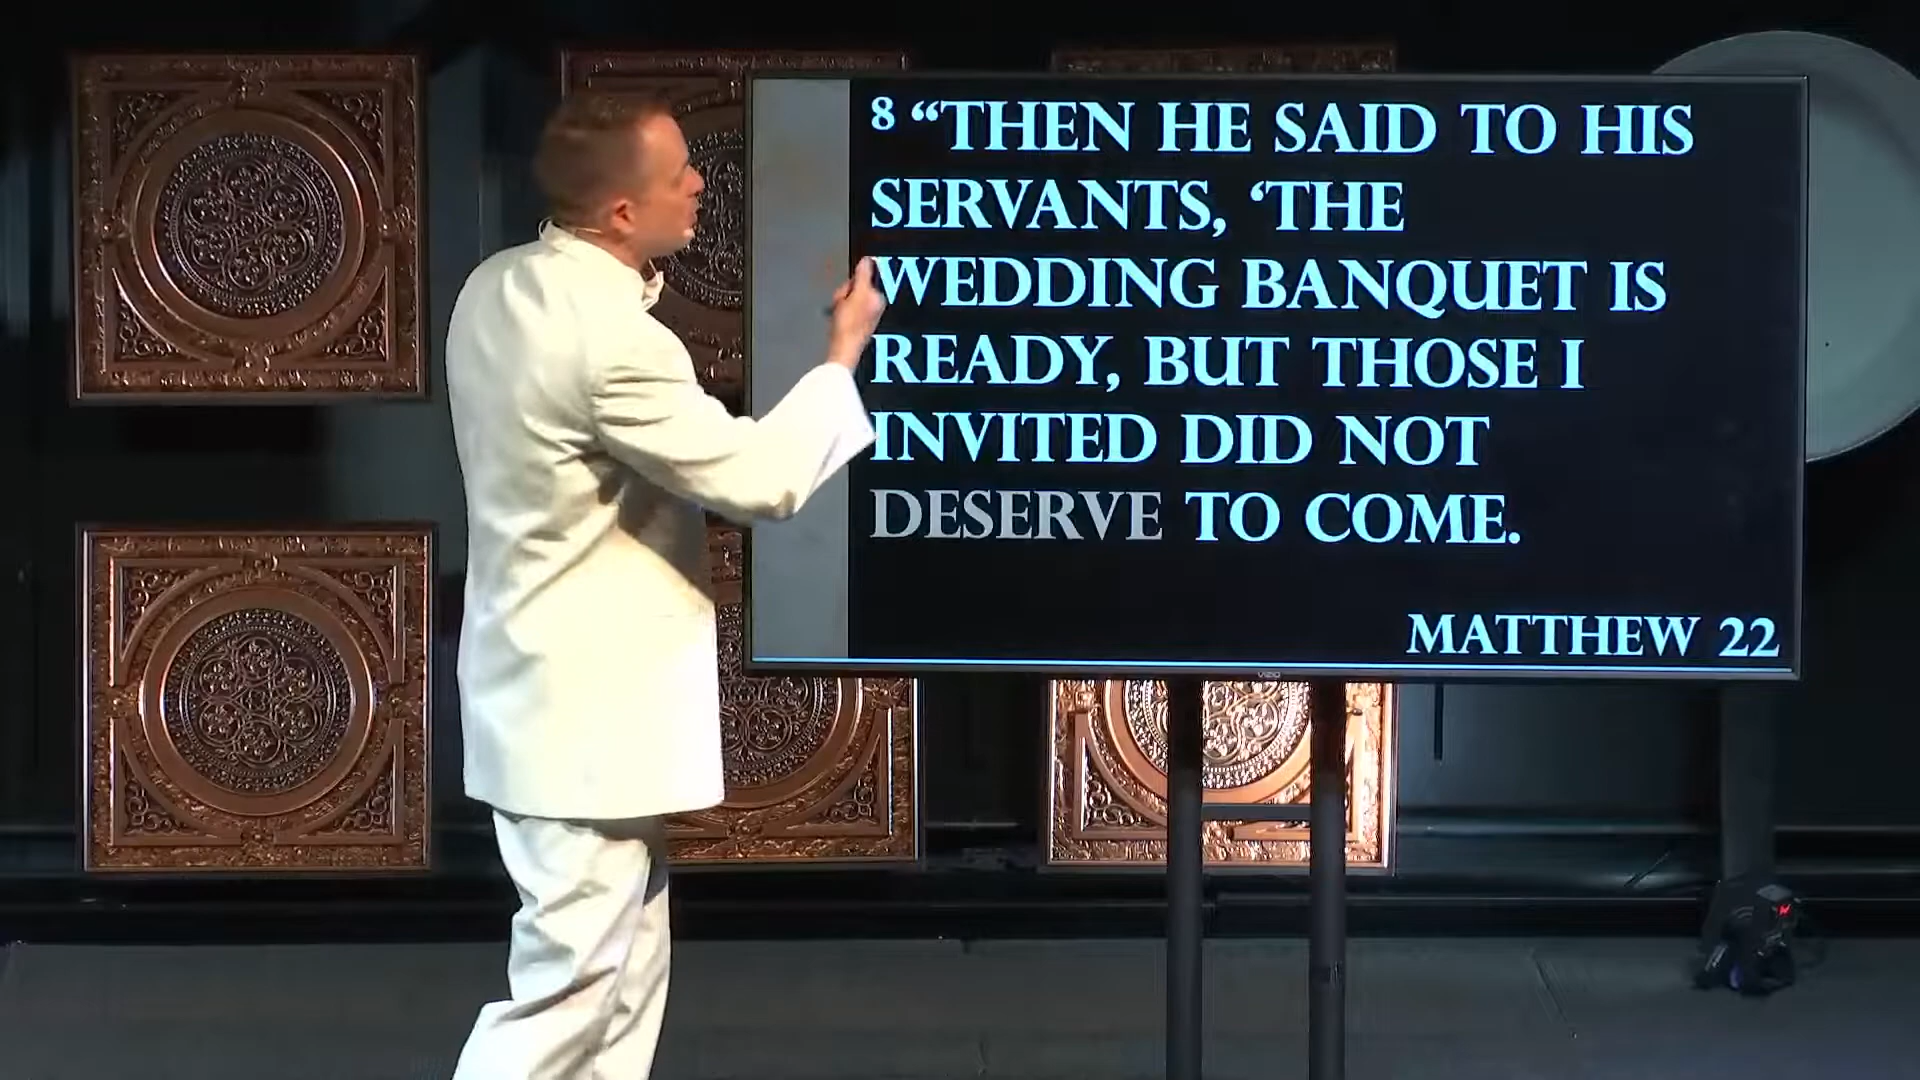 8 “THEN HE SAID TO HIS
SERVANTS, ‘THE
WEDDING BANQUET IS
READY, BUT THOSE I
INVITED DID NOT
DESERVE TO COME.
MATTHEW 22
VIZIO